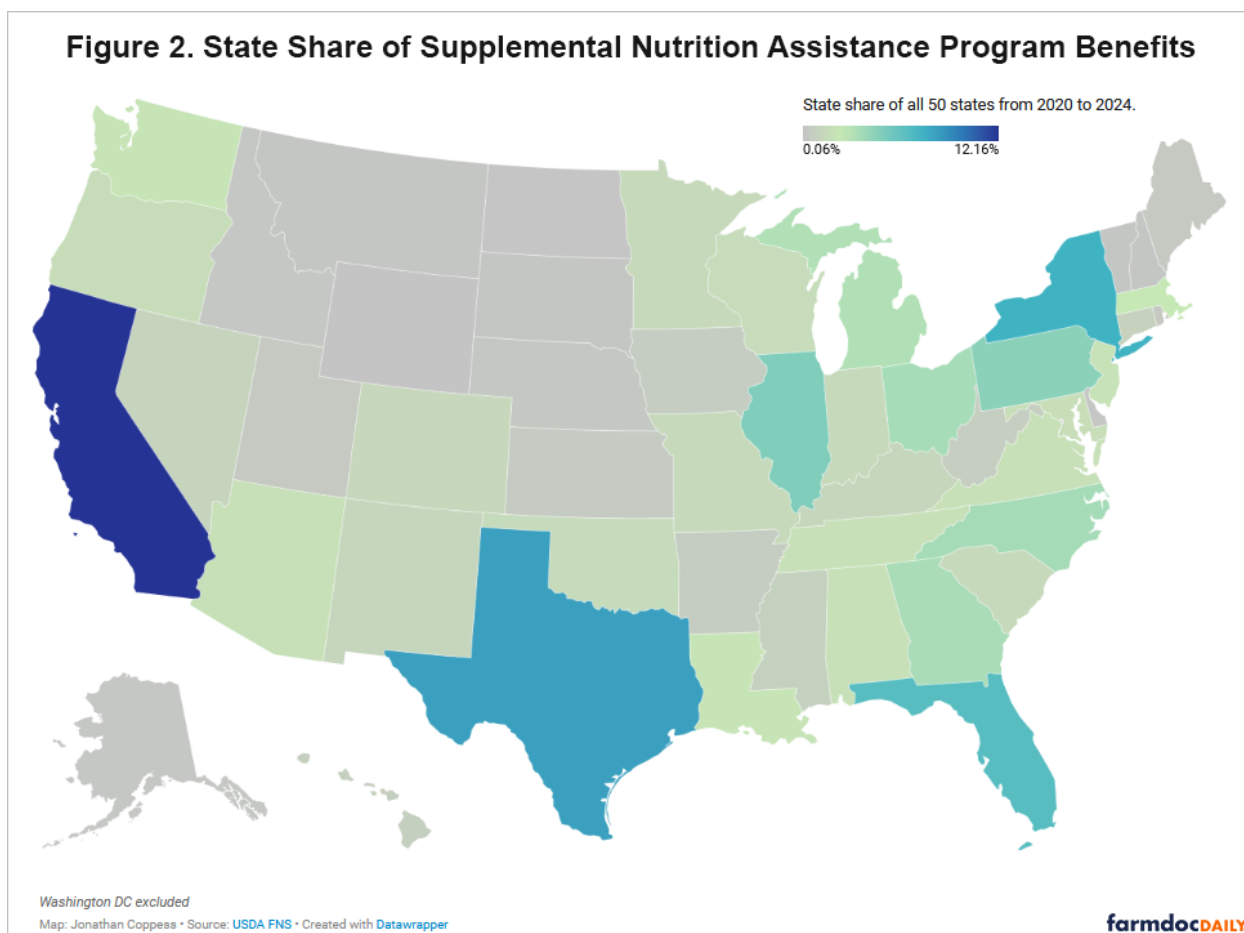 Figure 2. State Share of Supplemental Nutrition Assistance Program Benefits
State share of all 50 states from 2020 to 2024.
0.06% 12.16%
Washington DC excluded
Map: Jonathan Coppess • Source: USDA FNS • Created with Datawrapper
farmdocDAILY